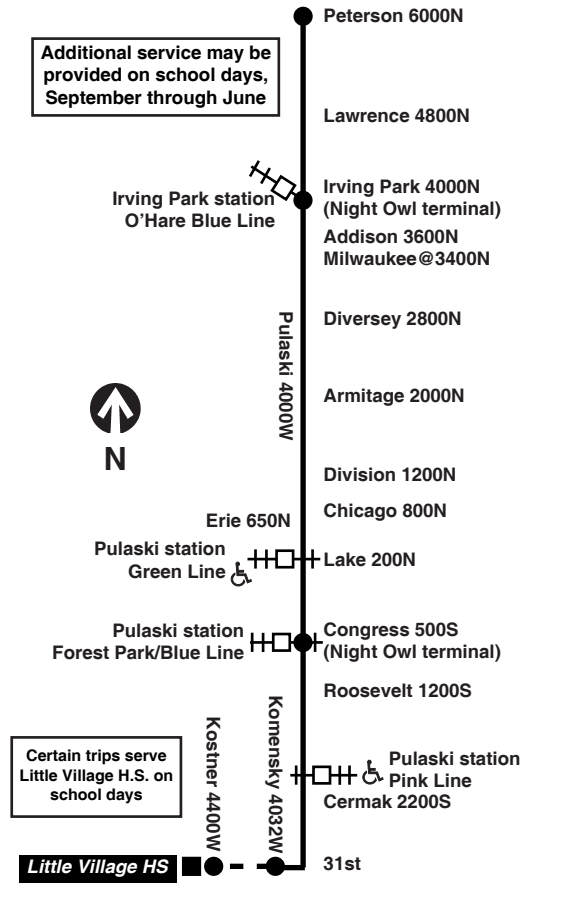 Peterson 6000N
Additional service may be
provided on school days,
September through June
Lawrence 4800N
Irving Park station
O'Hare Blue Line
Irving Park 4000N
(Night Owl terminal)
Addison 3600N
Milwaukee@3400N
Pulaski 4000W
Diversey 2800N
Armitage 2000N
N
Division 1200N
Chicago 800N
Erie 650N
Pulaski station
Green Line
Lake 200N
Pulaski station
Forest Park/Blue Line
Congress 500S
(Night Owl terminal)
Roosevelt 1200S
Kostner 4400W
Komensky 4032W
Certain trips serve
Little Village H.S. on
school days
Pulaski station
Pink Line
Cermak 2200S
Little Village HS
31st